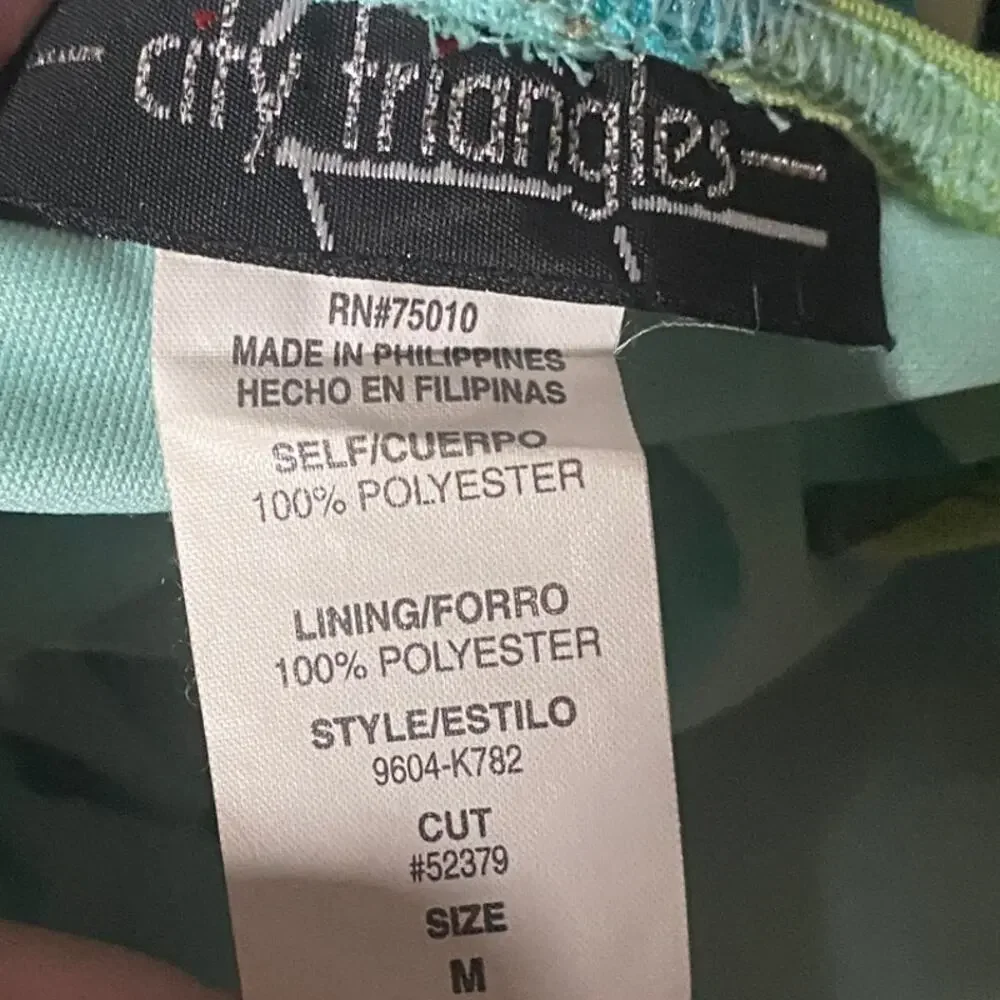 city triangles
RN#75010
MADE IN PHILIPPINES
HECHO EN FILIPINAS
SELF/CUERPO
100% POLYESTER
LINING/FORRO
100% POLYESTER
STYLE/ESTILO
9604-K782
CUT
#52379
SIZE
M